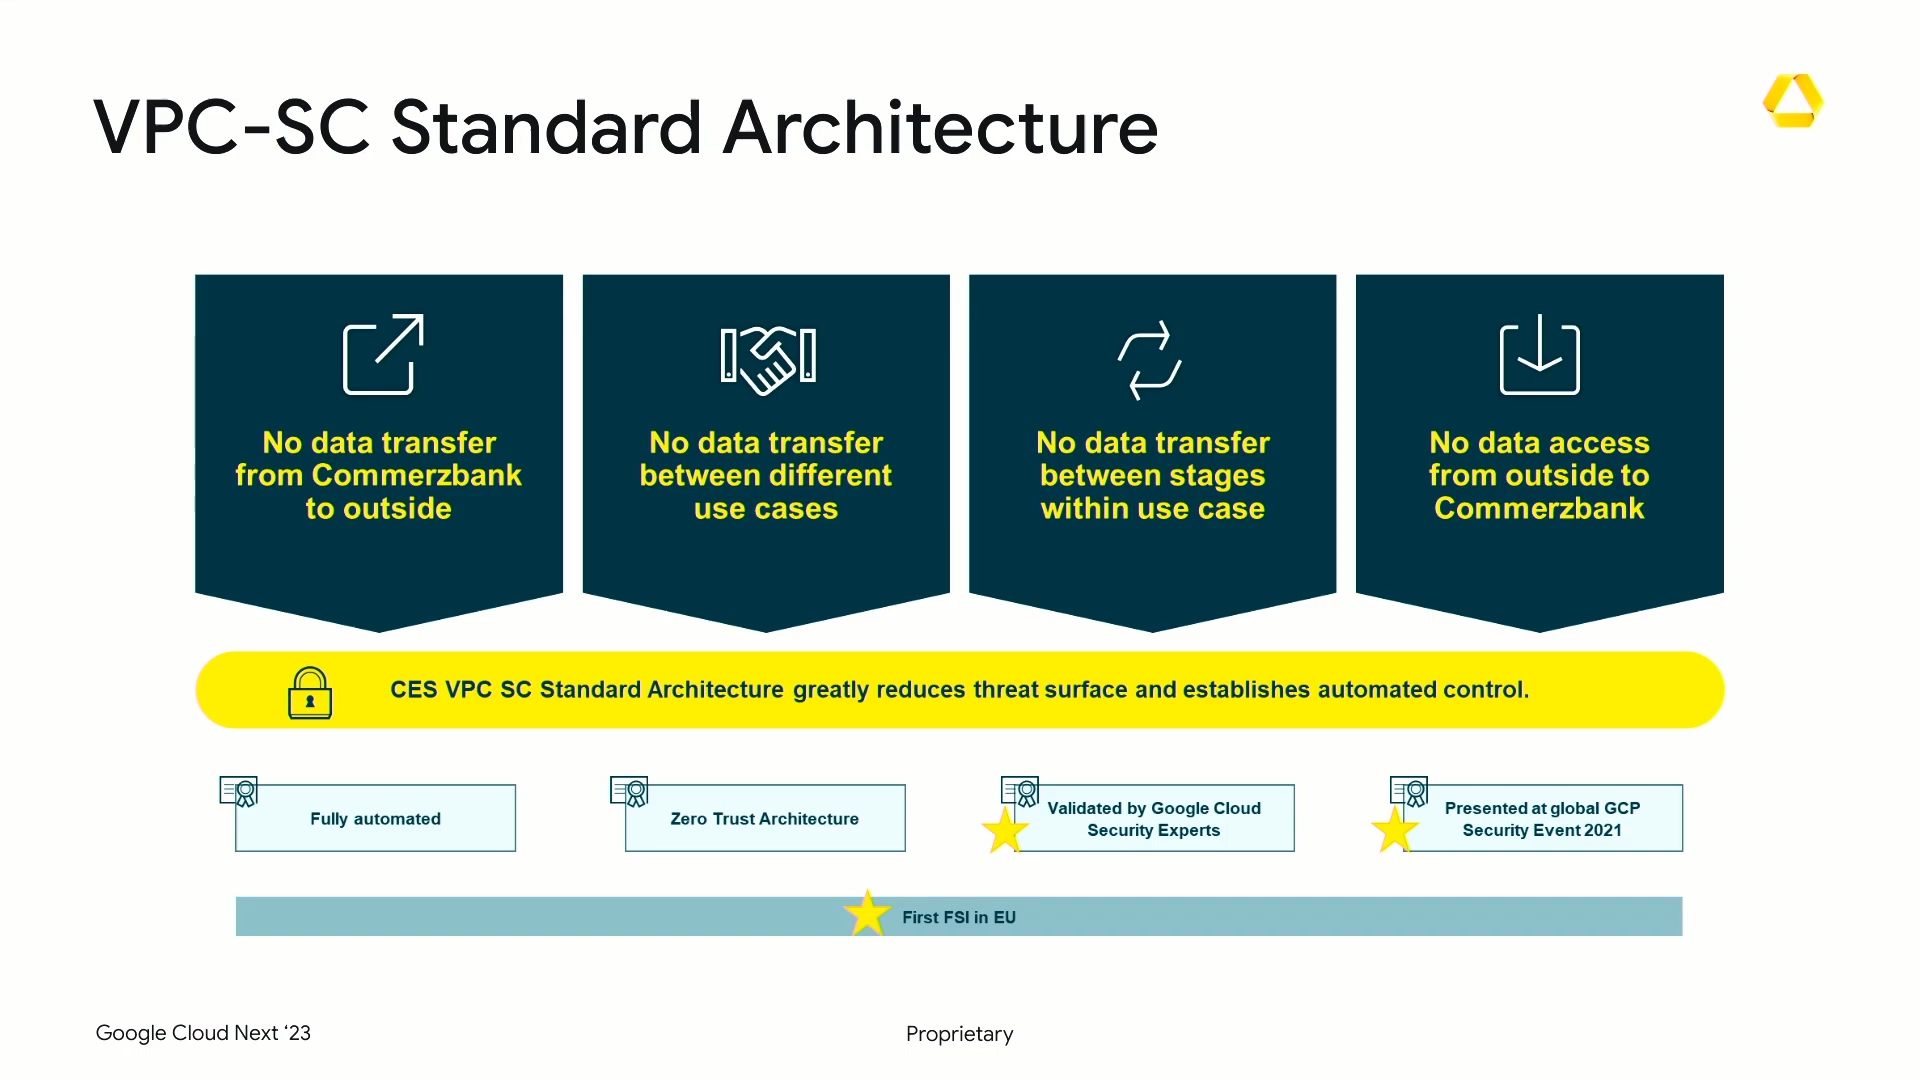 VPC-SC Standard Architecture
No data transfer
from Commerzbank
to outside
No data transfer
between different
use cases
No data transfer
between stages
within use case
No data access
from outside to
Commerzbank
CES VPC SC Standard Architecture greatly reduces threat surface and establishes automated control.
Fully automated
Zero Trust Architecture
Validated by Google Cloud
Security Experts
Presented at global GCP
Security Event 2021
First FSI in EU
Google Cloud Next ‘23
Proprietary